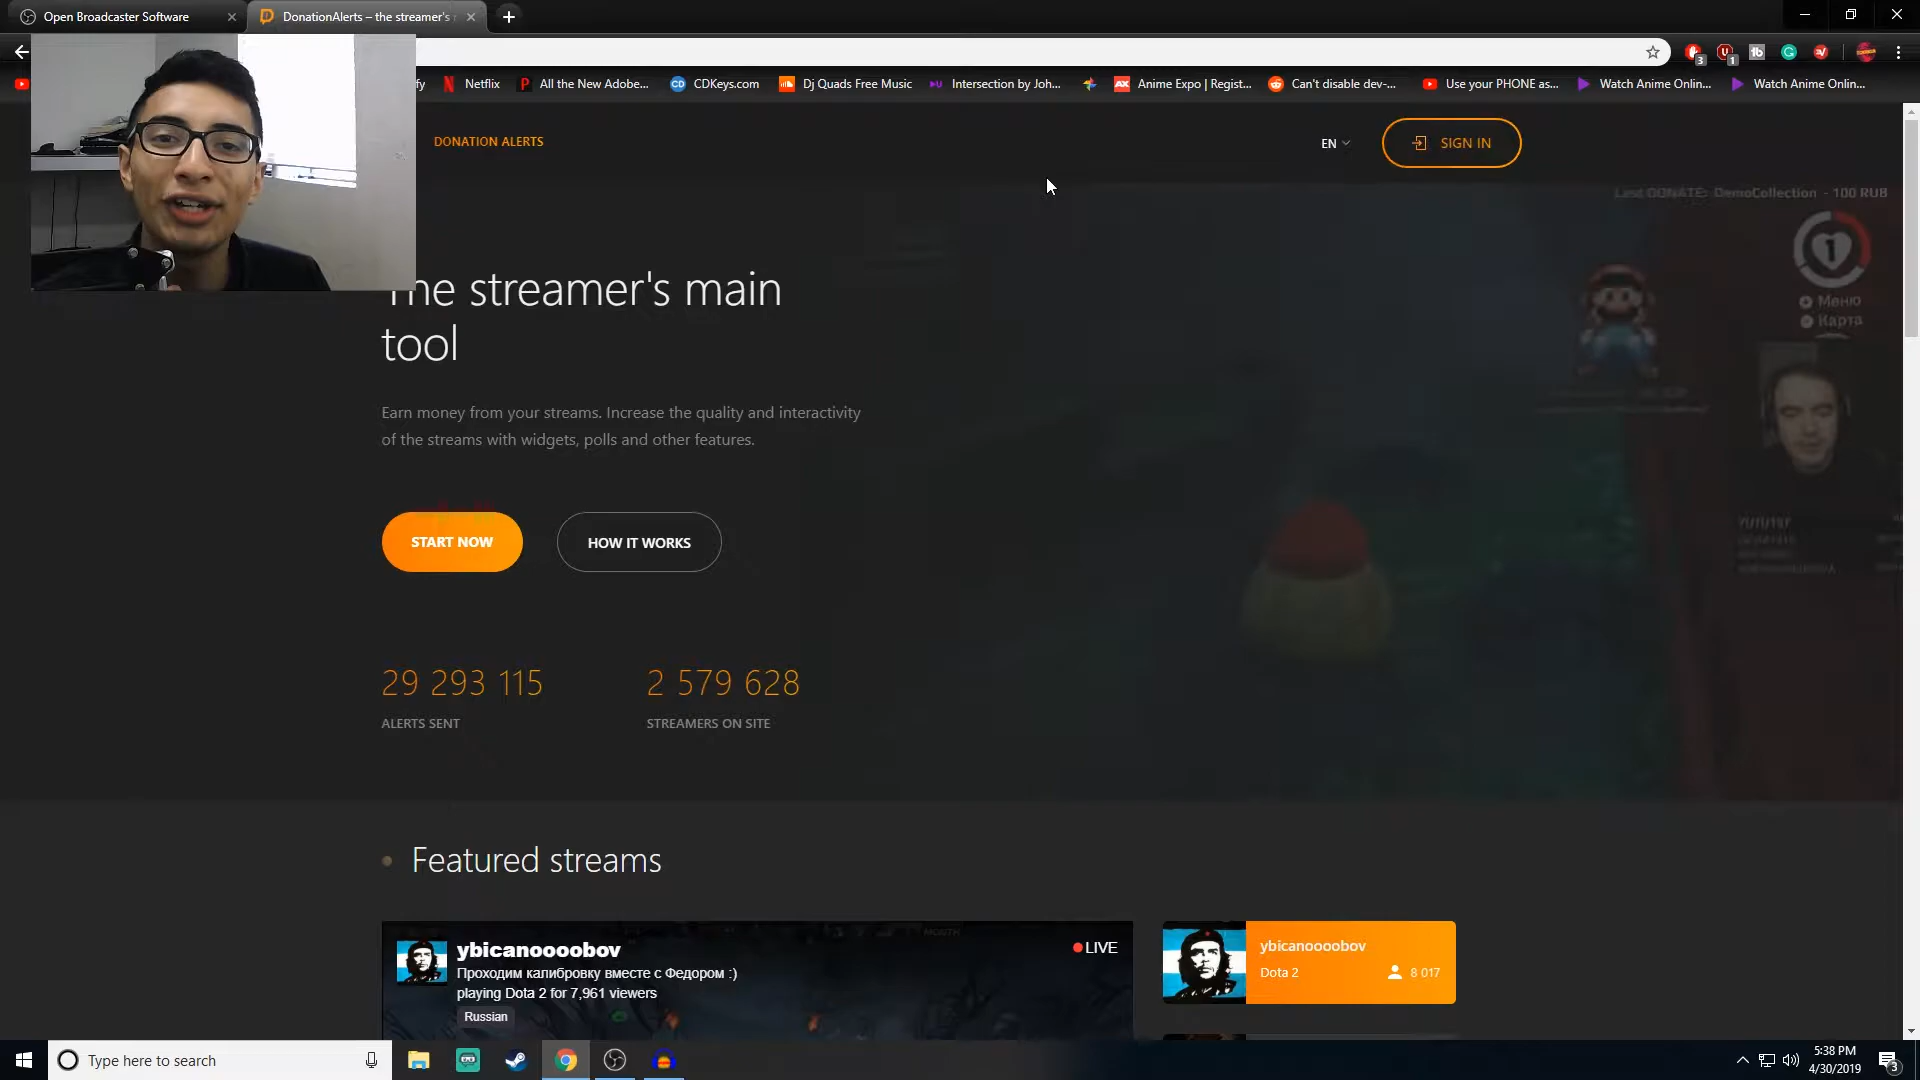 Open Broadcaster Software
DonationAlerts – the streamer's
fy
Netflix
All the New Adobe...
CDKeys.com
Dj Quads Free Music
Intersection by Joh...
Anime Expo | Regist...
Can't disable dev-...
Use your PHONE as...
Watch Anime Onlin...
Watch Anime Onlin...
DONATION ALERTS
EN
SIGN IN
Last DONATE: DemoCollection - 100 RUB
1
Меню
Карта
The streamer's main
tool
Earn money from your streams. Increase the quality and interactivity
of the streams with widgets, polls and other features.
START NOW
HOW IT WORKS
29 293 115
2 579 628
ALERTS SENT
STREAMERS ON SITE
Featured streams
ybicanoooobov
LIVE
Проходим калибровку вместе с Федором :)
playing Dota 2 for 7,961 viewers
Russian
ybicanoooobov
Dota 2
8 017
Type here to search
5:38 PM
4/30/2019
3